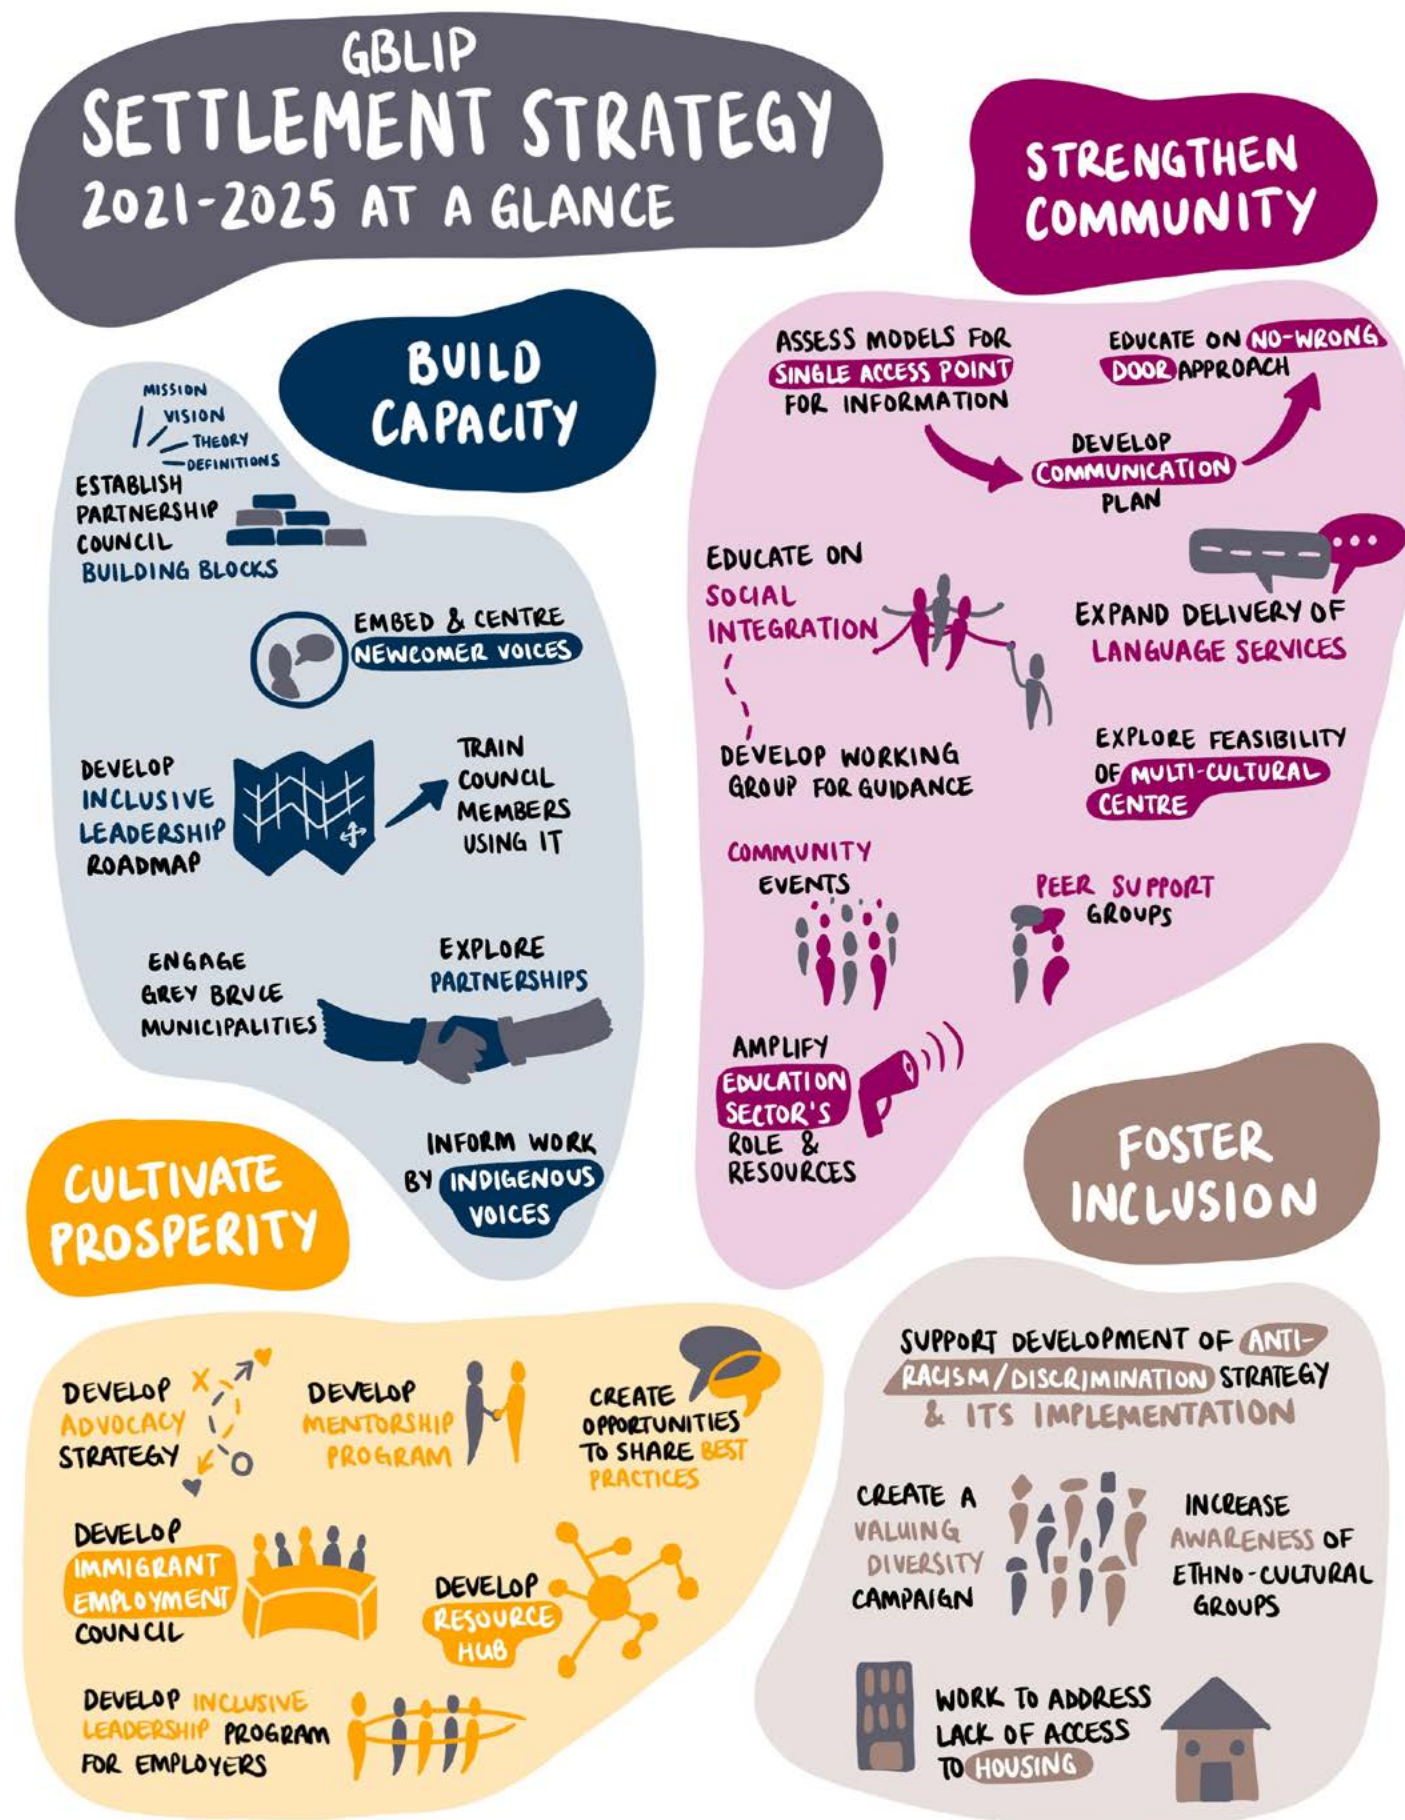 GBLIP
SETTLEMENT STRATEGY
2021-2025 AT A GLANCE
BUILD
CAPACITY
MISSION
VISION
THEORY
DEFINITIONS
ESTABLISH
PARTNERSHIP
COUNCIL
BUILDING BLOCKS
EMBED & CENTRE
NEWCOMER VOICES
DEVELOP
INCLUSIVE
LEADERSHIP
ROADMAP
TRAIN
COUNCIL
MEMBERS
USING IT
ENGAGE
GREY BRUCE
MUNICIPALITIES
EXPLORE
PARTNERSHIPS
INFORM WORK
BY INDIGENOUS
VOICES
STRENGTHEN
COMMUNITY
ASSESS MODELS FOR
SINGLE ACCESS POINT
FOR INFORMATION
DEVELOP
COMMUNICATION
PLAN
EDUCATE ON NO-WRONG
DOOR APPROACH
EDUCATE ON
SOCIAL
INTEGRATION
DEVELOP WORKING
GROUP FOR GUIDANCE
EXPAND DELIVERY OF
LANGUAGE SERVICES
EXPLORE FEASIBILITY
OF MULTI-CULTURAL
CENTRE
COMMUNITY
EVENTS
PEER SUPPORT
GROUPS
AMPLIFY
EDUCATION
SECTOR'S
ROLE &
RESOURCES
CULTIVATE
PROSPERITY
DEVELOP
ADVOCACY
STRATEGY
DEVELOP
MENTORSHIP
PROGRAM
CREATE
OPPORTUNITIES
TO SHARE BEST
PRACTICES
DEVELOP
IMMIGRANT
EMPLOYMENT
COUNCIL
DEVELOP
RESOURCE
HUB
DEVELOP INCLUSIVE
LEADERSHIP PROGRAM
FOR EMPLOYERS
FOSTER
INCLUSION
SUPPORT DEVELOPMENT OF ANTI-
RACISM/DISCRIMINATION STRATEGY
& ITS IMPLEMENTATION
CREATE A
VALUING
DIVERSITY
CAMPAIGN
INCREASE
AWARENESS OF
ETHNO-CULTURAL
GROUPS
WORK TO ADDRESS
LACK OF ACCESS
TO HOUSING